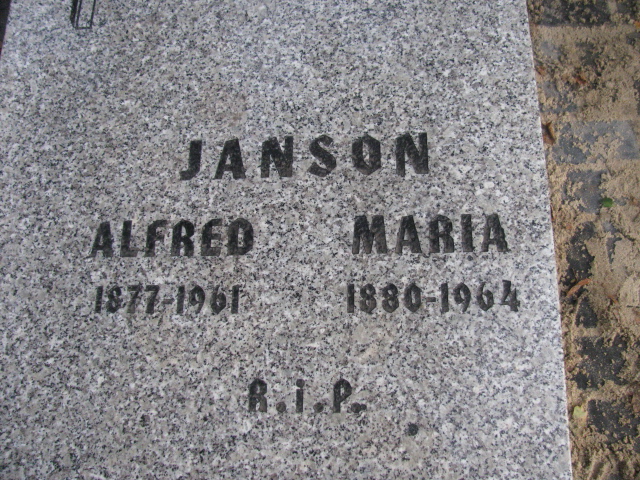 JANSON
ALFRED MARIA
1877-1961 1880-1964
R.i.P.